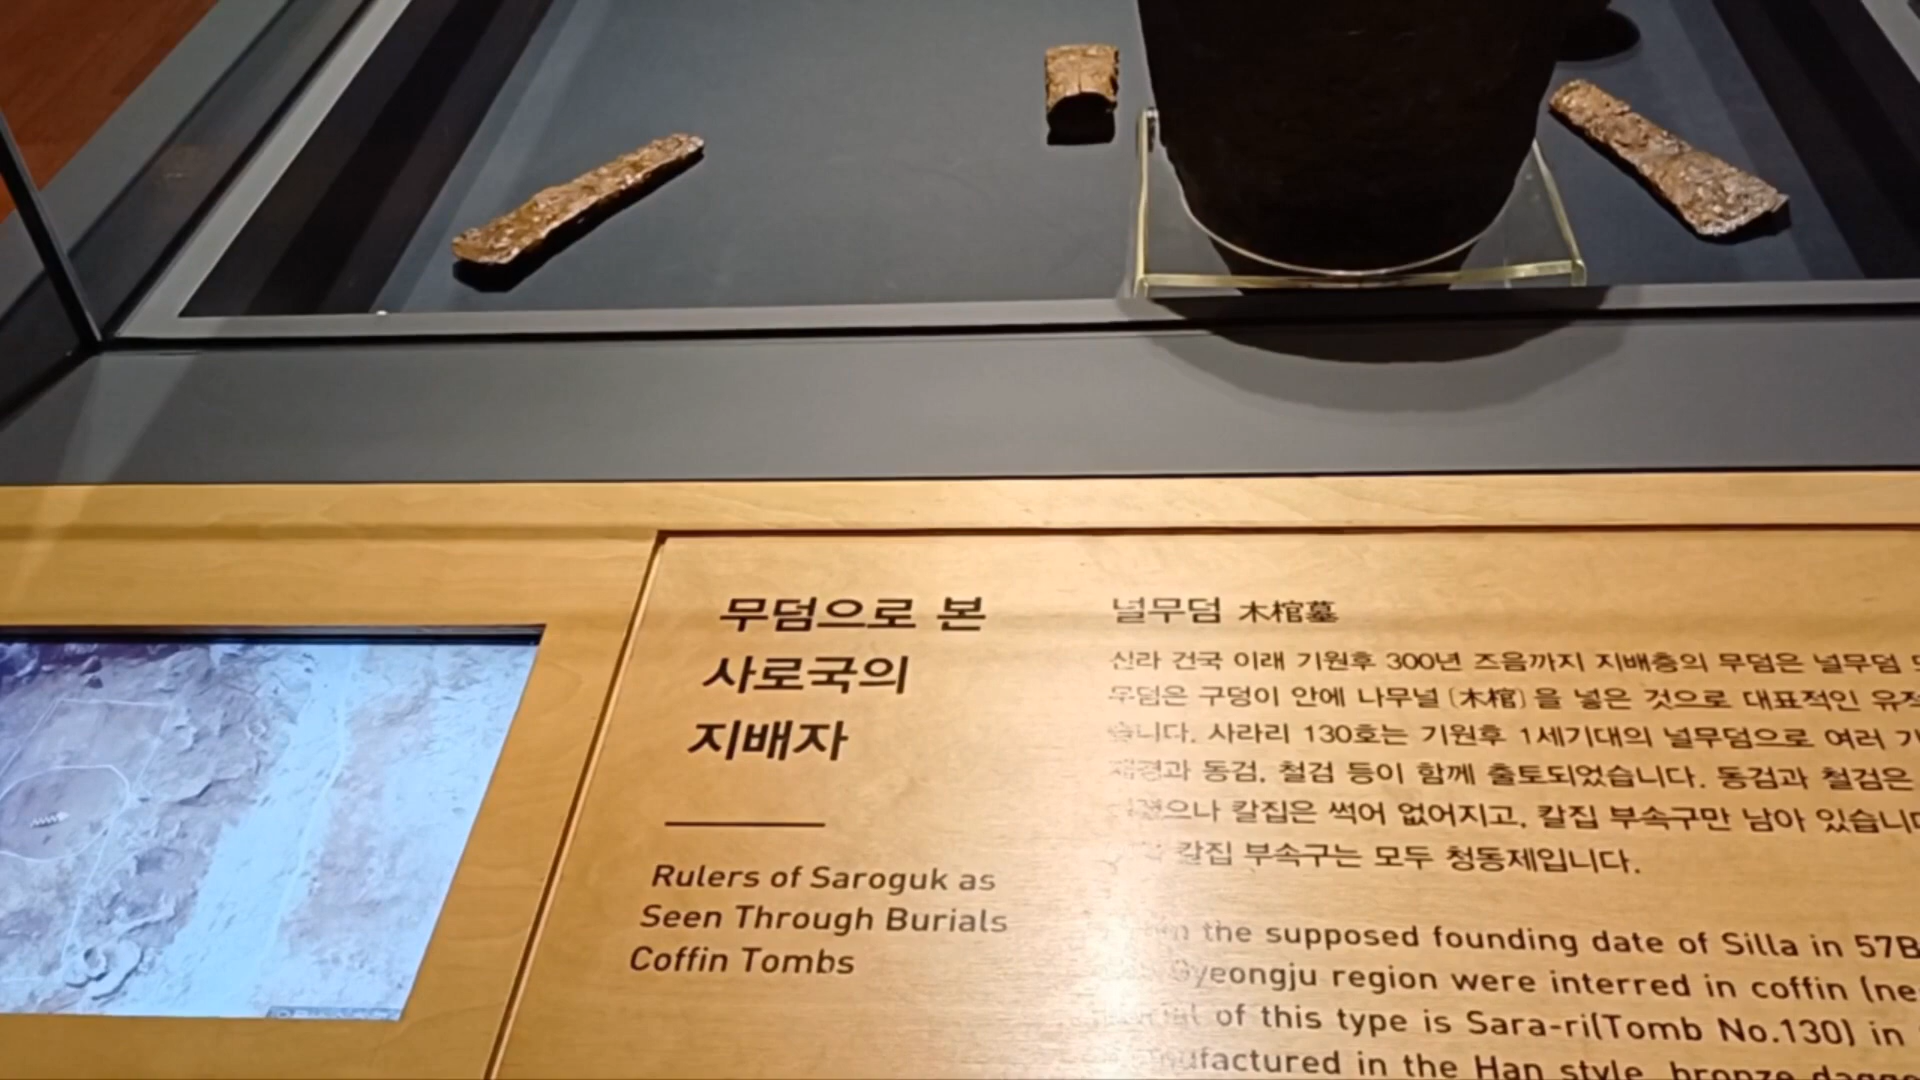 무덤으로 본
사로국의
지배자
Rulers of Saroguk as
Seen Through Burials
Coffin Tombs
널무덤 木棺墓
신라 건국 이래 기원후 300년 즈음까지 지배층의 무덤은 널무덤
무덤은 구덩이 안에 나무널(木棺)을 넣은 것으로 대표적인
습니다. 사라리 130호는 기원후 1세기대의 널무덤으로 여러
동검, 철검 등이 함께 출토되었습니다. 동검과 철검은
칼집은 썩어 없어지고, 칼집 부속구만 남아
칼집 부속구는 모두 청동제입니다.
the supposed founding date of Silla in 57B
Gyeongju region were interred in coffin
of this type is Sara-ri(Tomb No.130) in
in the Han style, bronze